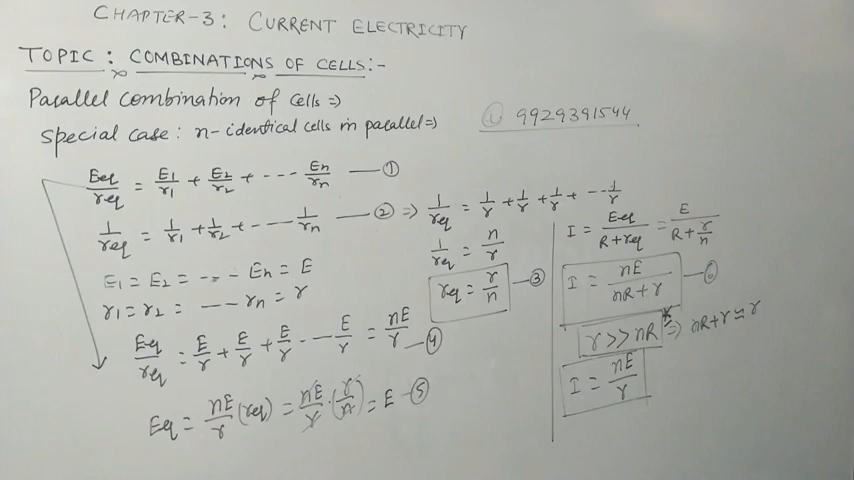 CHAPTER-3: CURRENT ELECTRICITY
TOPIC: COMBINATIONS OF CELLS:-
Parallel combination of cells ⇒
special case: n-identical cells in parallel ⇒
9929391544
Eeq/req = E1/r1 + E2/r2 + --- En/rn — ①
1/req = 1/r1 + 1/r2 + --- 1/rn — ② ⇒ 1/req = 1/r + 1/r + 1/r + --- 1/r
1/req = n/r
req = r/n — ③
E1 = E2 = --- En = E
r1 = r2 = --- rn = r
Eq/req = E/r + E/r + E/r --- E/r = nE/r — ④
Eq = nE/r (req) = nE/r · (r/n) = E — ⑤
I = Eeq/(R+req) = E/(R + r/n)
I = nE/(nR+r) — ⑥
r >> nR * ⇒ nR+r ≈ r
I = nE/r